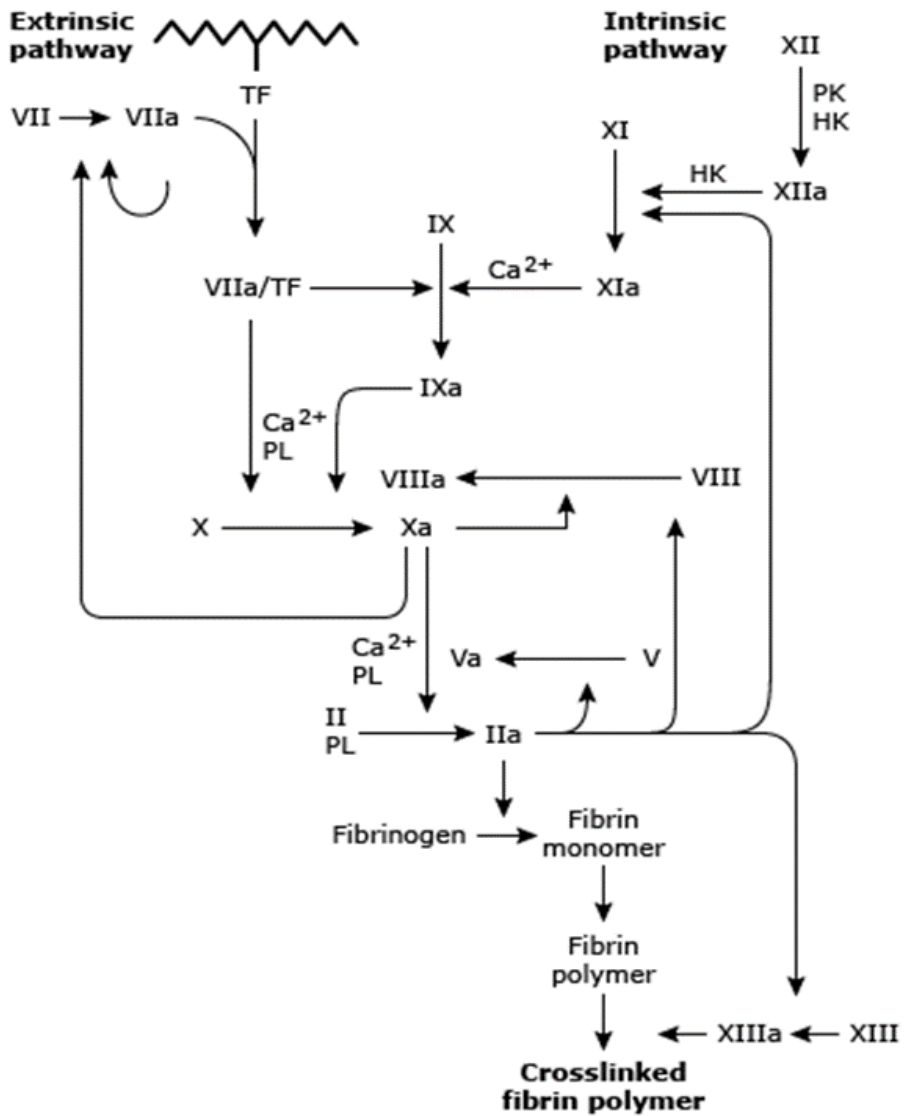 Extrinsic
pathway
Intrinsic
pathway
XII
TF
PK
HK
VII
VIIa
XI
HK
XIIa
IX
VIIa/TF
Ca2+
XIa
IXa
Ca2+
PL
VIIIa
VIII
X
Xa
Ca2+
PL
Va
V
II
PL
IIa
Fibrinogen
Fibrin
monomer
Fibrin
polymer
XIIIa
XIII
Crosslinked
fibrin polymer